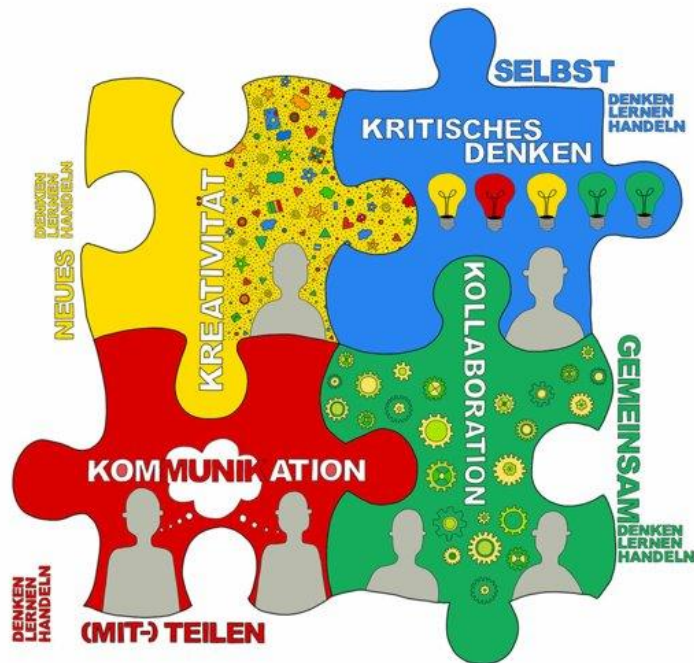 NEUES
DENKEN
LERNEN
HANDELN
KREATIVITÄT
SELBST
DENKEN
LERNEN
HANDELN
KRITISCHES
DENKEN
KOMMUNIKATION
(MIT-) TEILEN
DENKEN
LERNEN
HANDELN
KOLLABORATION
GEMEINSAM
DENKEN
LERNEN
HANDELN